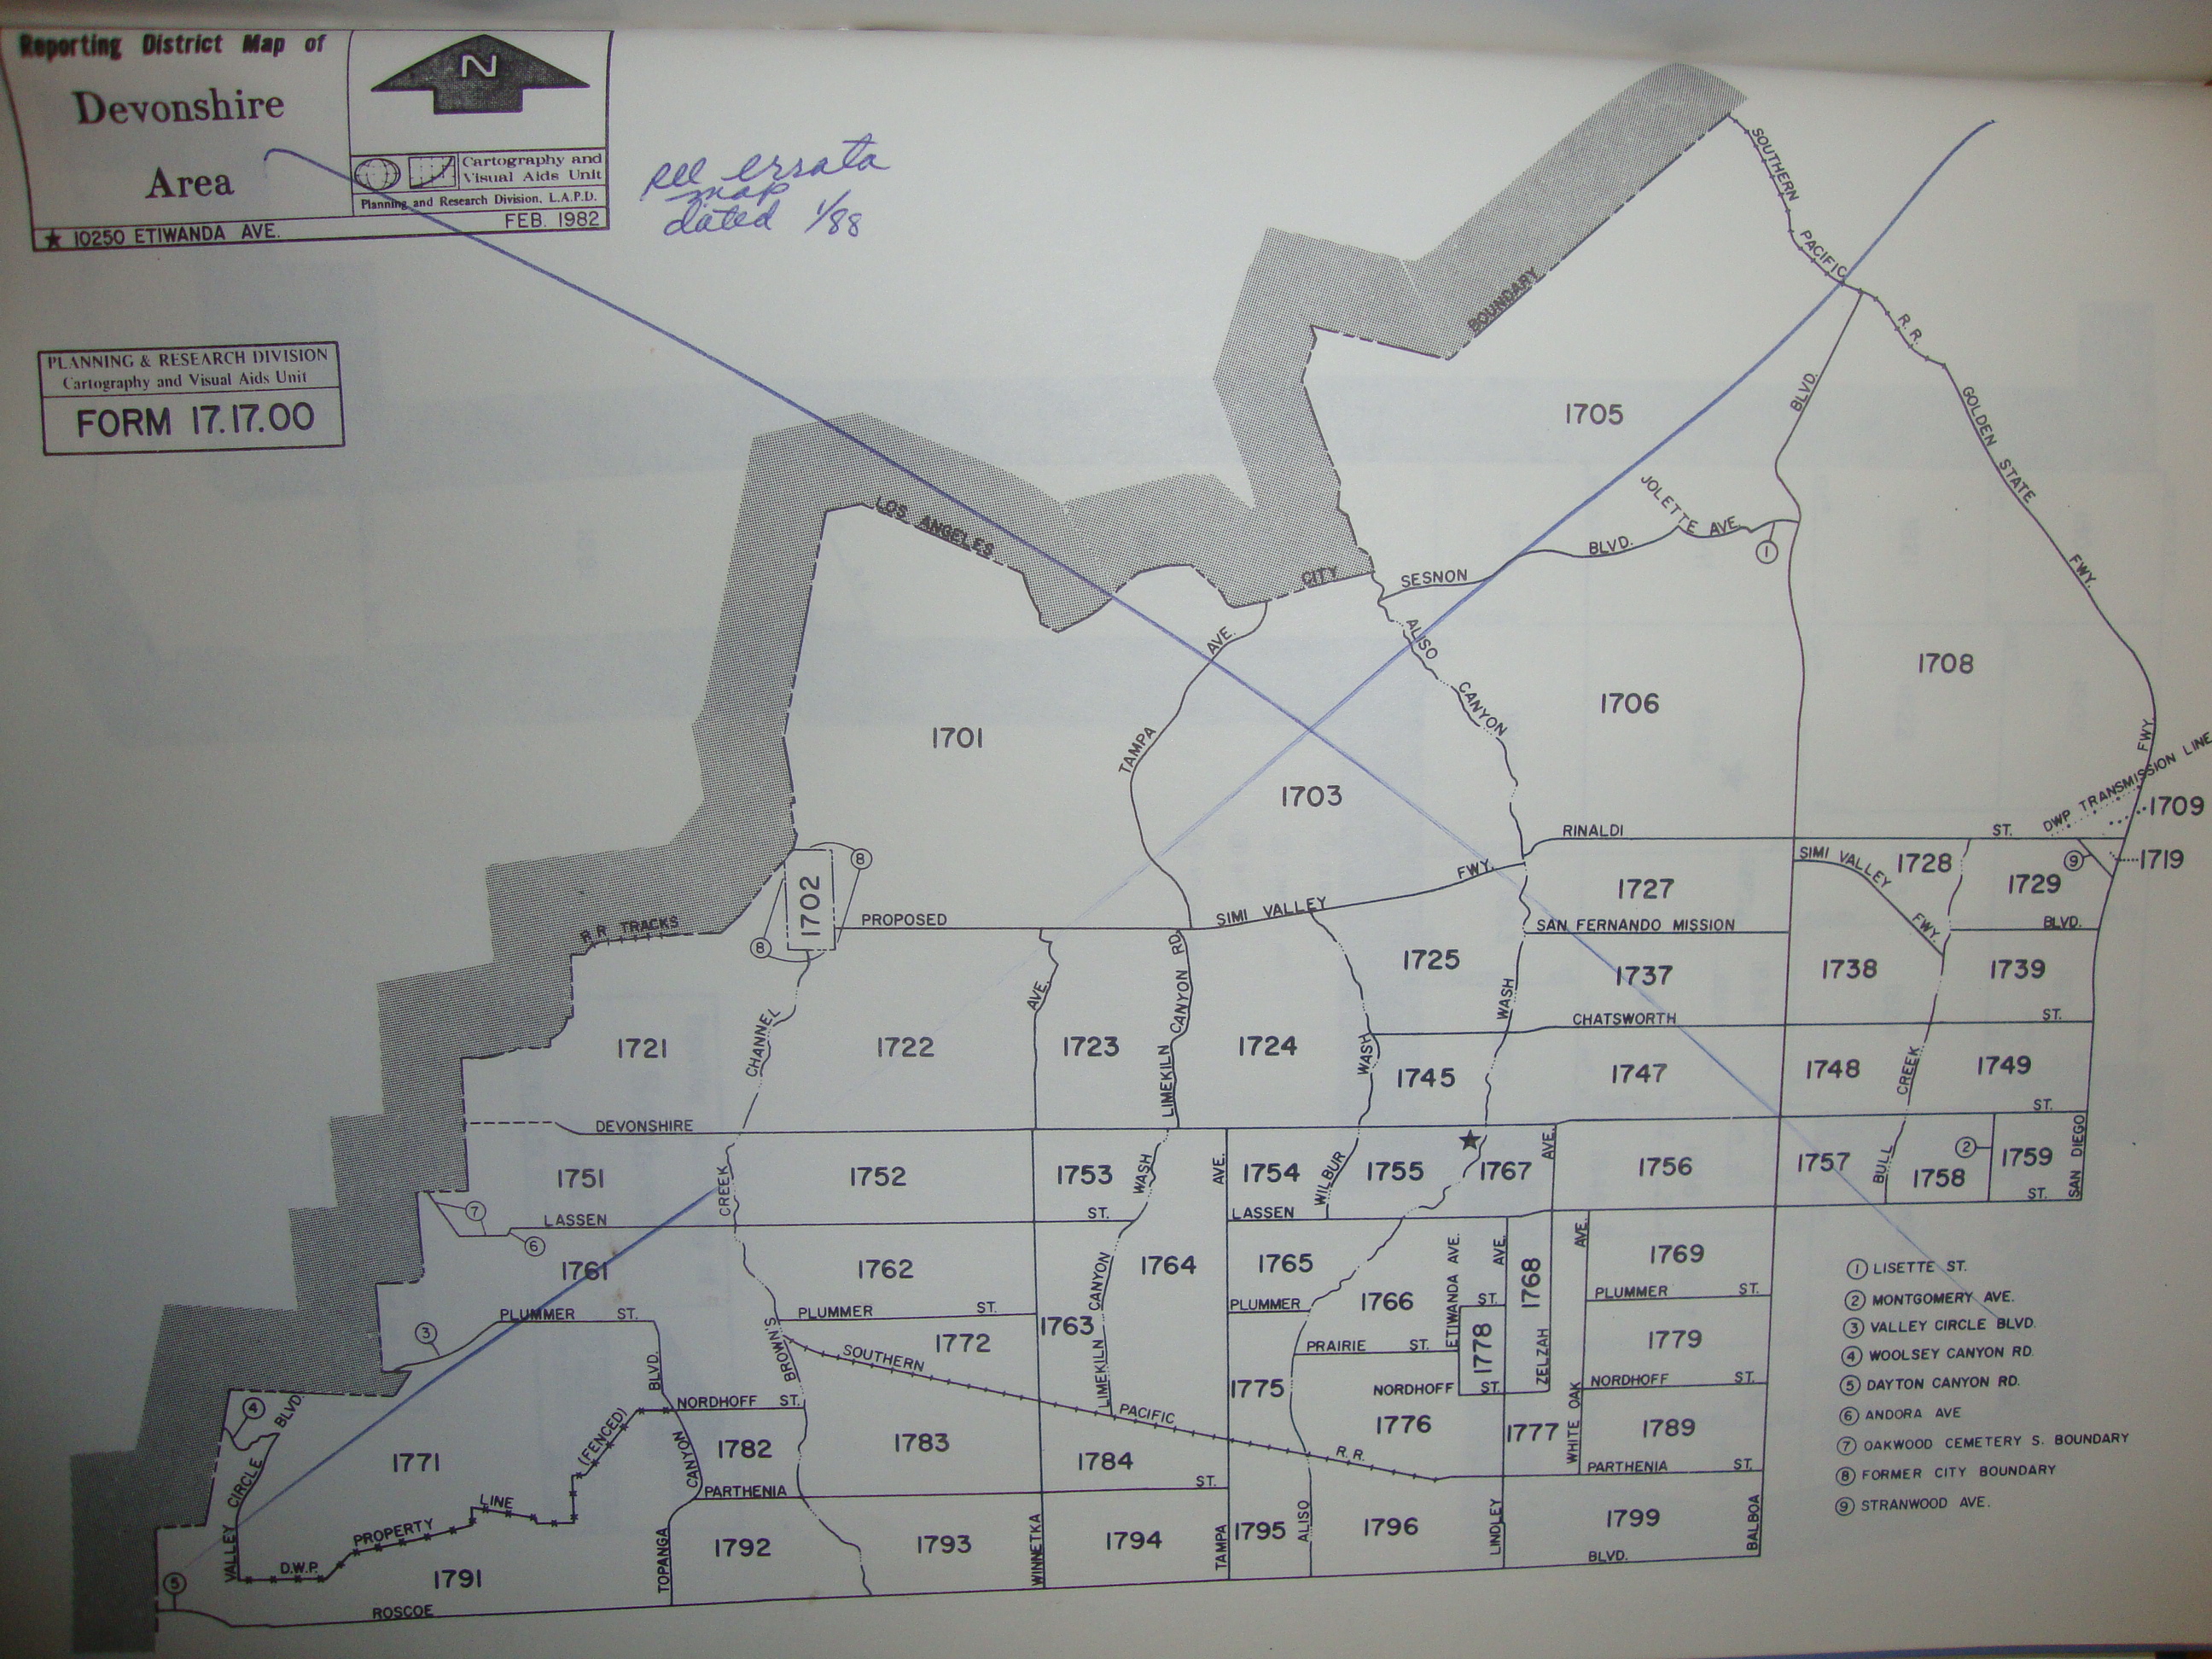 Reporting District Map of
Devonshire
Area
★ 10250 ETIWANDA AVE.
N
Cartography and
Visual Aids Unit
Planning and Research Division, L.A.P.D.
FEB. 1982
see errata
map
dated 1/88
PLANNING & RESEARCH DIVISION
Cartography and Visual Aids Unit
FORM 17.17.00
SOUTHERN
PACIFIC
R. R.
BOUNDARY
1705
BLVD.
GOLDEN STATE FWY.
LOS ANGELES
JOLETTE AVE.
1
BLVD.
CITY
SESNON
AVE.
ALISO
CANYON
1708
1706
1701
TAMPA
1703
FWY.
DWP TRANSMISSION LINE
1709
RINALDI
ST.
8
1702
FWY.
SIMI VALLEY
1728
9
1719
1727
1729
R R TRACKS
8
PROPOSED
SIMI VALLEY
SAN FERNANDO MISSION
FWY.
BLVD.
1725
1737
1738
1739
AVE.
CANYON RD
WASH
CHANNEL
CHATSWORTH
ST.
1721
1722
1723
LIMEKILN
1724
WASH
1745
1747
1748
CREEK
1749
DEVONSHIRE
ST.
1751
CREEK
1752
1753
WASH
AVE.
1754
WILBUR
1755
★
1767
AVE.
1756
1757
BULL
2
1758
1759
SAN DIEGO
7
LASSEN
ST.
LASSEN
ST.
6
1761
1762
CANYON
1764
1765
ETIWANDA AVE.
AVE.
1768
AVE.
1769
1 LISETTE ST.
PLUMMER ST.
PLUMMER
ST.
PLUMMER
1766
ST.
PLUMMER
ST.
2 MONTGOMERY AVE.
3
1763
3 VALLEY CIRCLE BLVD.
BROWN'S
1772
PRAIRIE
ST.
1778
ZELZAH
1779
4 WOOLSEY CANYON RD.
BLVD.
SOUTHERN
LIMEKILN
1775
NORDHOFF
ST.
NORDHOFF
ST.
5 DAYTON CANYON RD.
4
BLVD.
NORDHOFF
ST.
PACIFIC
1776
1777
WHITE OAK
1789
6 ANDORA AVE
(FENCED)
1771
CANYON
1782
1783
1784
R. R.
7 OAKWOOD CEMETERY S. BOUNDARY
CIRCLE
LINE
PARTHENIA
ST.
PARTHENIA
ST.
8 FORMER CITY BOUNDARY
PROPERTY
9 STRANWOOD AVE.
VALLEY
D.W.P.
TOPANGA
1792
1793
WINNETKA
1794
TAMPA
1795
ALISO
1796
LINDLEY
1799
BALBOA
BLVD.
5
1791
ROSCOE